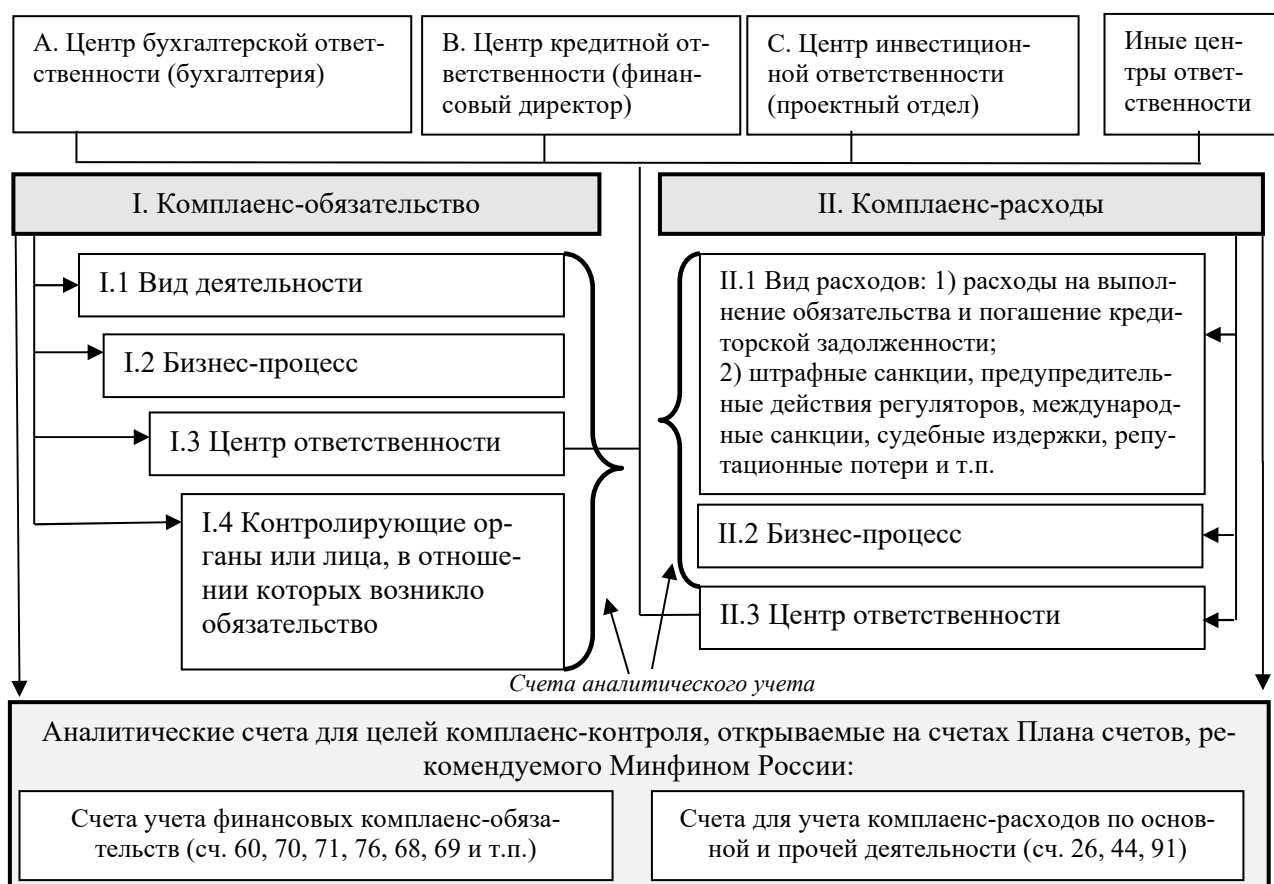 А. Центр бухгалтерской ответ-
ственности (бухгалтерия)
В. Центр кредитной от-
ветственности (финан-
совый директор)
С. Центр инвестицион-
ной ответственности
(проектный отдел)
Иные цен-
тры ответ-
ственности
I. Комплаенс-обязательство
I.1 Вид деятельности
I.2 Бизнес-процесс
I.3 Центр ответственности
I.4 Контролирующие ор-
ганы или лица, в отноше-
нии которых возникло
обязательство
II. Комплаенс-расходы
II.1 Вид расходов: 1) расходы на выпол-
нение обязательства и погашение креди-
торской задолженности;
2) штрафные санкции, предупредитель-
ные действия регуляторов, международ-
ные санкции, судебные издержки, репу-
тационные потери и т.п.
II.2 Бизнес-процесс
II.3 Центр ответственности
Счета аналитического учета
Аналитические счета для целей комплаенс-контроля, открываемые на счетах Плана счетов, ре-
комендуемого Минфином России:
Счета учета финансовых комплаенс-обяза-
тельств (сч. 60, 70, 71, 76, 68, 69 и т.п.)
Счета для учета комплаенс-расходов по основ-
ной и прочей деятельности (сч. 26, 44, 91)